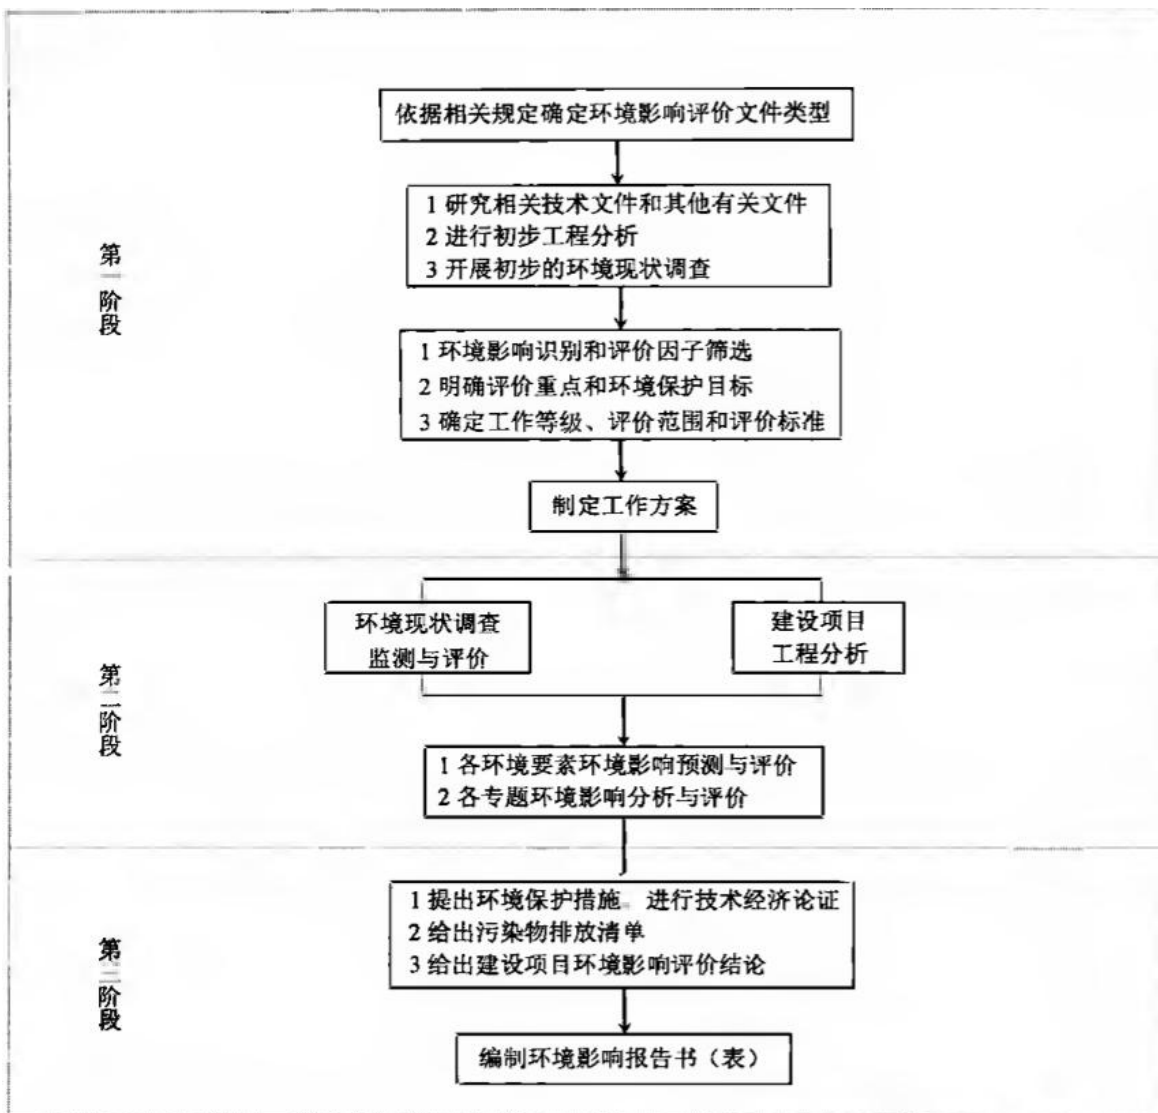 依据相关规定确定环境影响评价文件类型
1 研究相关技术文件和其他有关文件
2 进行初步工程分析
3 开展初步的环境现状调查
第一阶段
1 环境影响识别和评价因子筛选
2 明确评价重点和环境保护目标
3 确定工作等级、评价范围和评价标准
制定工作方案
环境现状调查
监测与评价
建设项目
工程分析
第二阶段
1 各环境要素环境影响预测与评价
2 各专题环境影响分析与评价
1 提出环境保护措施，进行技术经济论证
2 给出污染物排放清单
3 给出建设项目环境影响评价结论
第三阶段
编制环境影响报告书（表）